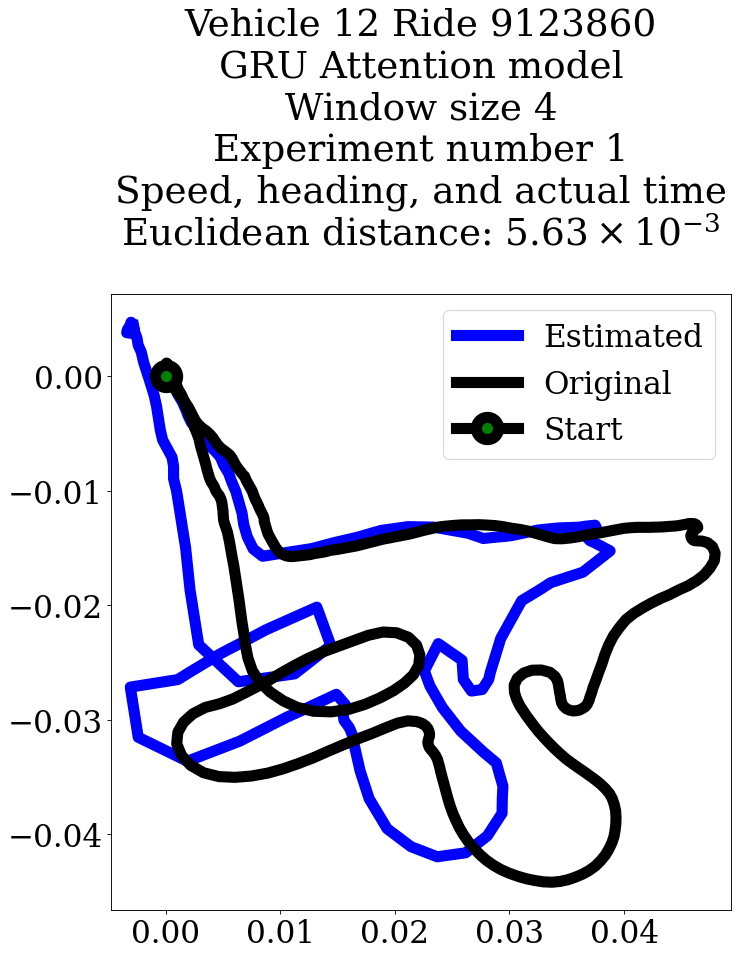 Vehicle 12 Ride 9123860
GRU Attention model
Window size 4
Experiment number 1
Speed, heading, and actual time
Euclidean distance: 5.63 × 10⁻³
Estimated
Original
Start
0.00
−0.01
−0.02
−0.03
−0.04
0.00 0.01 0.02 0.03 0.04